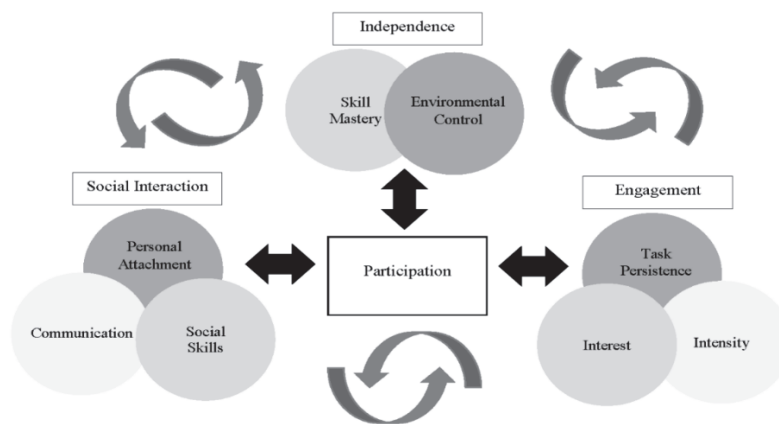 Independence
Skill
Mastery
Environmental
Control
Social Interaction
Engagement
Personal
Attachment
Participation
Task
Persistence
Communication
Social
Skills
Interest
Intensity